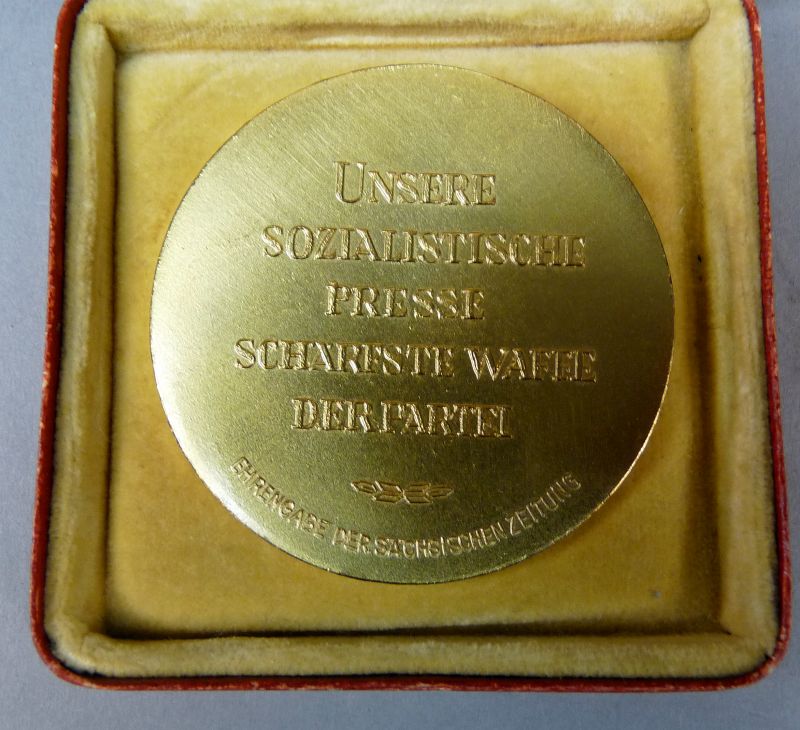 UNSERE
SOZIALISTISCHE
PRESSE
SCHÄRFSTE WAFFE
DER PARTEI
EHRENGABE DER SÄCHSISCHEN ZEITUNG